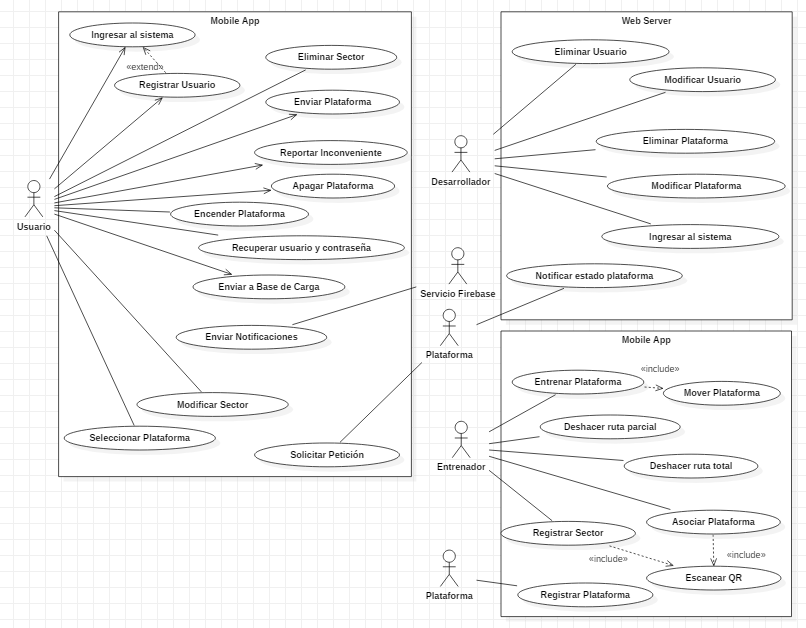 Mobile App
Ingresar al sistema
«extend»
Registrar Usuario
Eliminar Sector
Enviar Plataforma
Reportar Inconveniente
Apagar Plataforma
Encender Plataforma
Recuperar usuario y contraseña
Enviar a Base de Carga
Enviar Notificaciones
Modificar Sector
Seleccionar Plataforma
Solicitar Petición
Usuario
Web Server
Eliminar Usuario
Modificar Usuario
Eliminar Plataforma
Modificar Plataforma
Ingresar al sistema
Notificar estado plataforma
Desarrollador
Servicio Firebase
Plataforma
Mobile App
Entrenar Plataforma
«include»
Mover Plataforma
Deshacer ruta parcial
Deshacer ruta total
Asociar Plataforma
Registrar Sector
«include»
«include»
Escanear QR
Registrar Plataforma
Entrenador
Plataforma